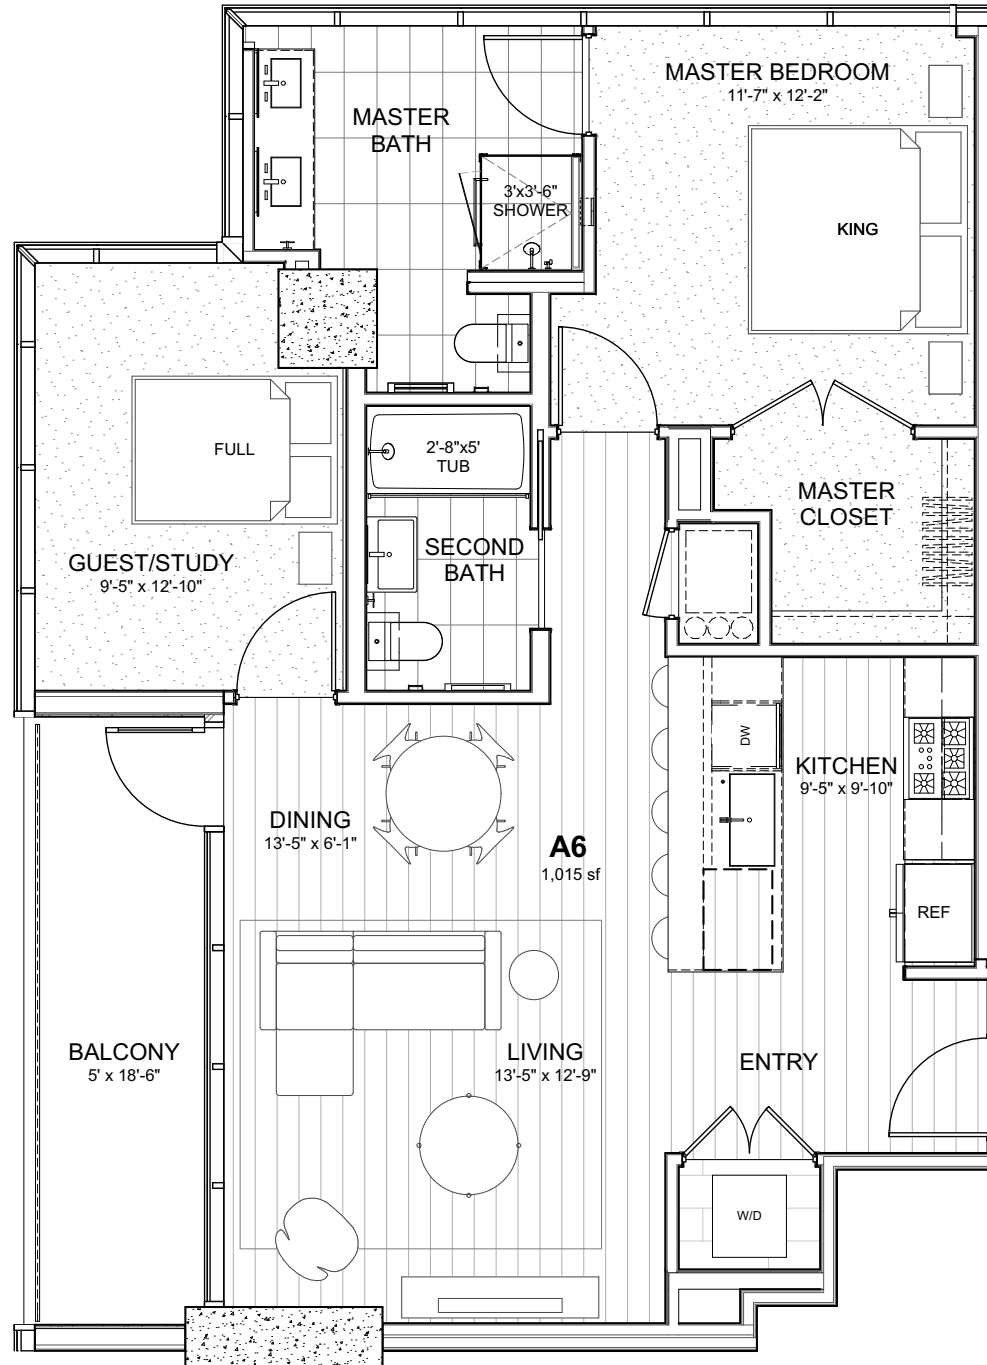 MASTER BEDROOM
11'-7" x 12'-2"
MASTER
BATH
3'x3'-6"
SHOWER
KING
FULL
2'-8"x5'
TUB
MASTER
CLOSET
SECOND
BATH
GUEST/STUDY
9'-5" x 12'-10"
DW
KITCHEN
9'-5" x 9'-10"
DINING
13'-5" x 6'-1"
A6
1,015 sf
REF
BALCONY
5' x 18'-6"
LIVING
13'-5" x 12'-9"
ENTRY
W/D